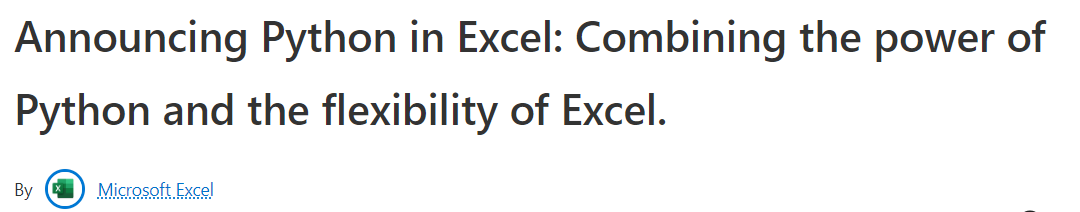 Announcing Python in Excel: Combining the power of
Python and the flexibility of Excel.
By Microsoft Excel